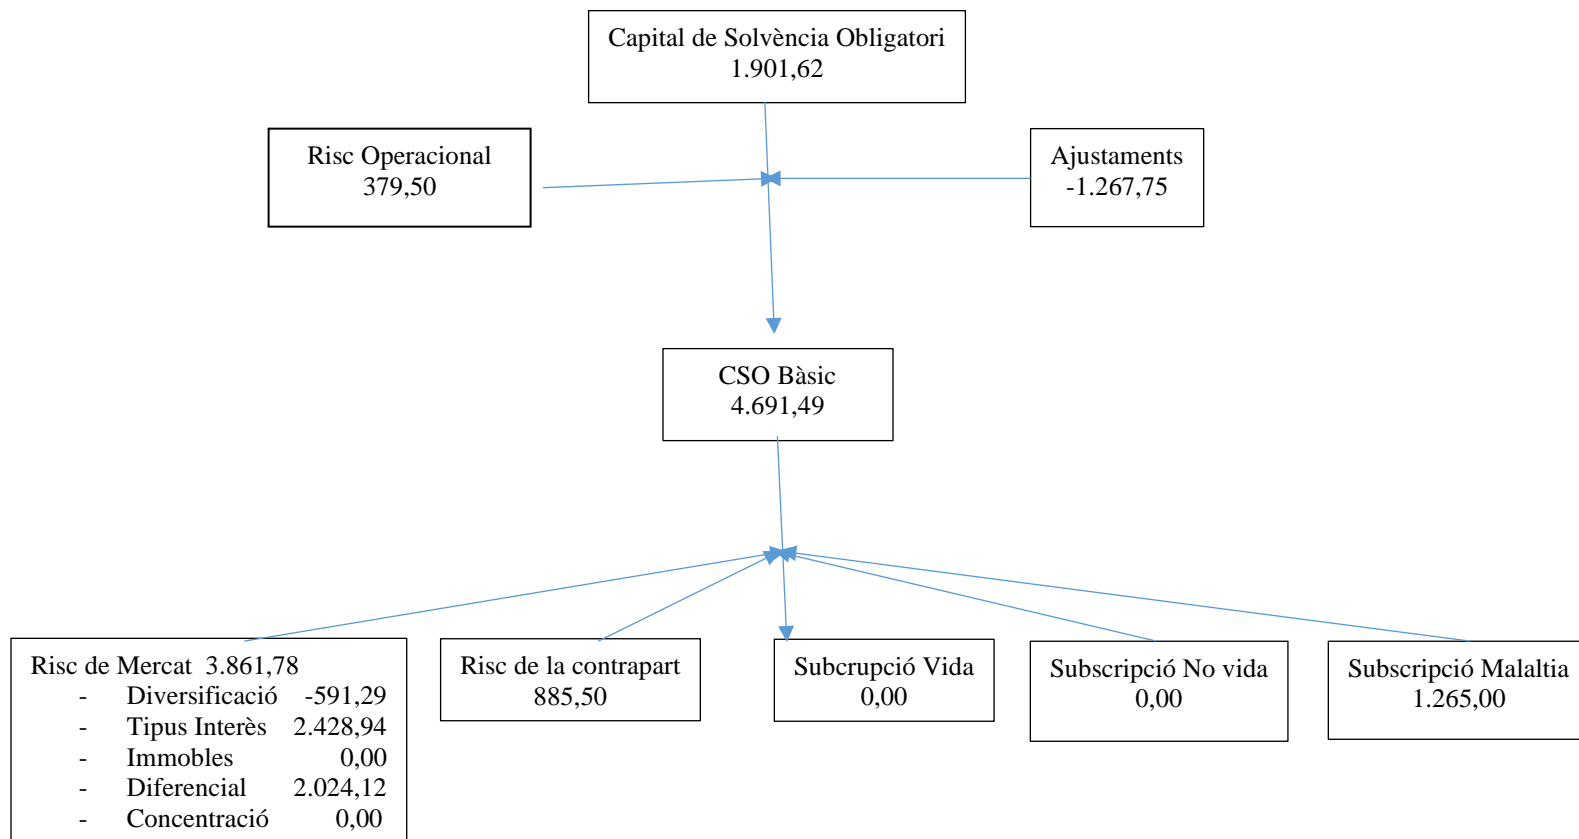 Capital de Solvència Obligatori
1.901,62
Risc Operacional
379,50
Ajustaments
-1.267,75
CSO Bàsic
4.691,49
Risc de Mercat 3.861,78
- Diversificació -591,29
- Tipus Interès 2.428,94
- Immobles 0,00
- Diferencial 2.024,12
- Concentració 0,00
Risc de la contrapart
885,50
Subcrupció Vida
0,00
Subscripció No vida
0,00
Subscripció Malaltia
1.265,00